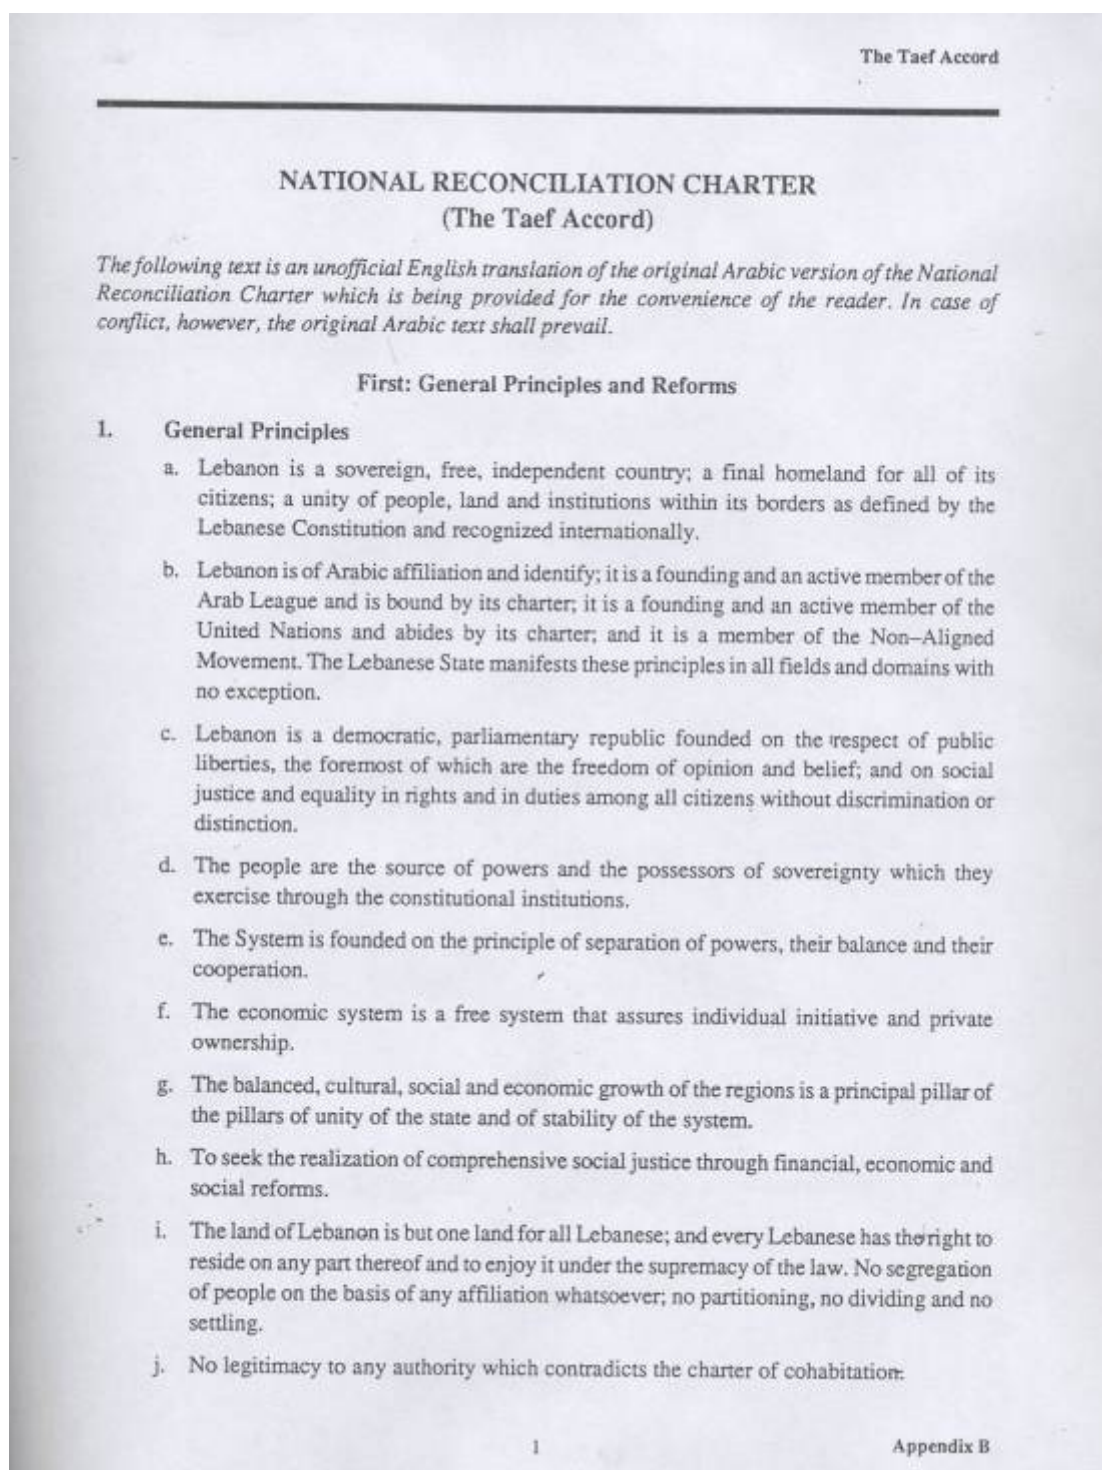 The Taef Accord
NATIONAL RECONCILIATION CHARTER
(The Taef Accord)
The following text is an unofficial English translation of the original Arabic version of the National
Reconciliation Charter which is being provided for the convenience of the reader. In case of
conflict, however, the original Arabic text shall prevail.
First: General Principles and Reforms
1. General Principles
a. Lebanon is a sovereign, free, independent country; a final homeland for all of its
citizens; a unity of people, land and institutions within its borders as defined by the
Lebanese Constitution and recognized internationally.
b. Lebanon is of Arabic affiliation and identify; it is a founding and an active member of the
Arab League and is bound by its charter; it is a founding and an active member of the
United Nations and abides by its charter; and it is a member of the Non–Aligned
Movement. The Lebanese State manifests these principles in all fields and domains with
no exception.
c. Lebanon is a democratic, parliamentary republic founded on the respect of public
liberties, the foremost of which are the freedom of opinion and belief; and on social
justice and equality in rights and in duties among all citizens without discrimination or
distinction.
d. The people are the source of powers and the possessors of sovereignty which they
exercise through the constitutional institutions.
e. The System is founded on the principle of separation of powers, their balance and their
cooperation.
f. The economic system is a free system that assures individual initiative and private
ownership.
g. The balanced, cultural, social and economic growth of the regions is a principal pillar of
the pillars of unity of the state and of stability of the system.
h. To seek the realization of comprehensive social justice through financial, economic and
social reforms.
i. The land of Lebanon is but one land for all Lebanese; and every Lebanese has the right to
reside on any part thereof and to enjoy it under the supremacy of the law. No segregation
of people on the basis of any affiliation whatsoever; no partitioning, no dividing and no
settling.
j. No legitimacy to any authority which contradicts the charter of cohabitation.
1 Appendix B